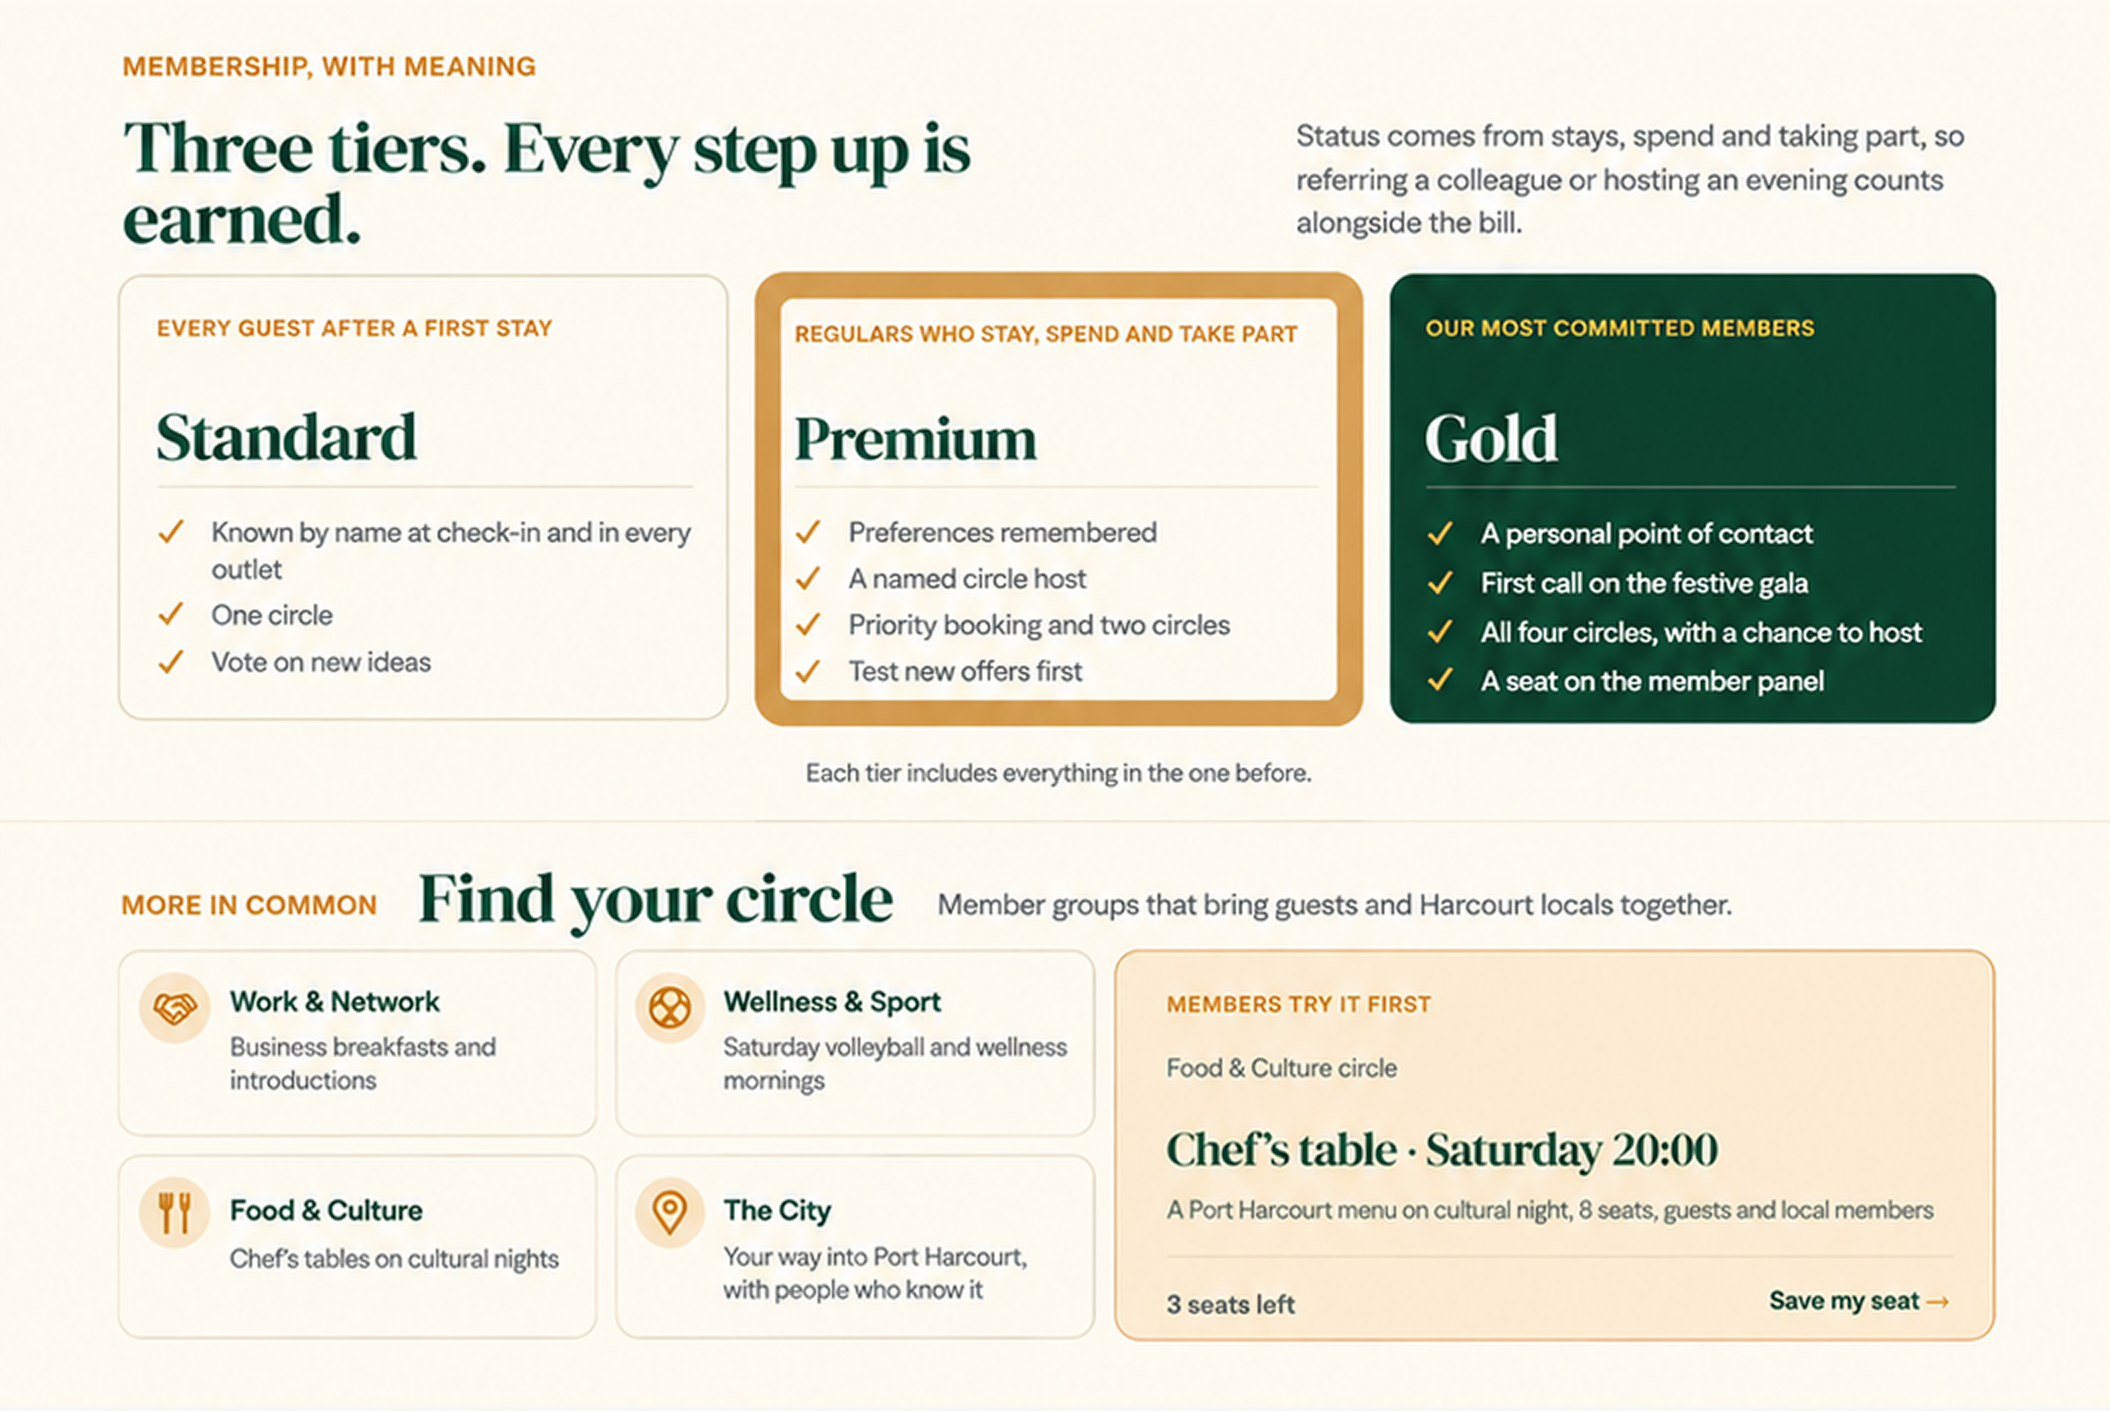 MEMBERSHIP, WITH MEANING
Three tiers. Every step up is
earned.
Status comes from stays, spend and taking part, so
referring a colleague or hosting an evening counts
alongside the bill.
EVERY GUEST AFTER A FIRST STAY
Standard
Known by name at check-in and in every
outlet
One circle
Vote on new ideas
REGULARS WHO STAY, SPEND AND TAKE PART
Premium
Preferences remembered
A named circle host
Priority booking and two circles
Test new offers first
OUR MOST COMMITTED MEMBERS
Gold
A personal point of contact
First call on the festive gala
All four circles, with a chance to host
A seat on the member panel
Each tier includes everything in the one before.
MORE IN COMMON
Find your circle
Member groups that bring guests and Harcourt locals together.
Work & Network
Business breakfasts and
introductions
Wellness & Sport
Saturday volleyball and wellness
mornings
Food & Culture
Chef’s tables on cultural nights
The City
Your way into Port Harcourt,
with people who know it
MEMBERS TRY IT FIRST
Food & Culture circle
Chef’s table · Saturday 20:00
A Port Harcourt menu on cultural night, 8 seats, guests and local members
3 seats left
Save my seat →